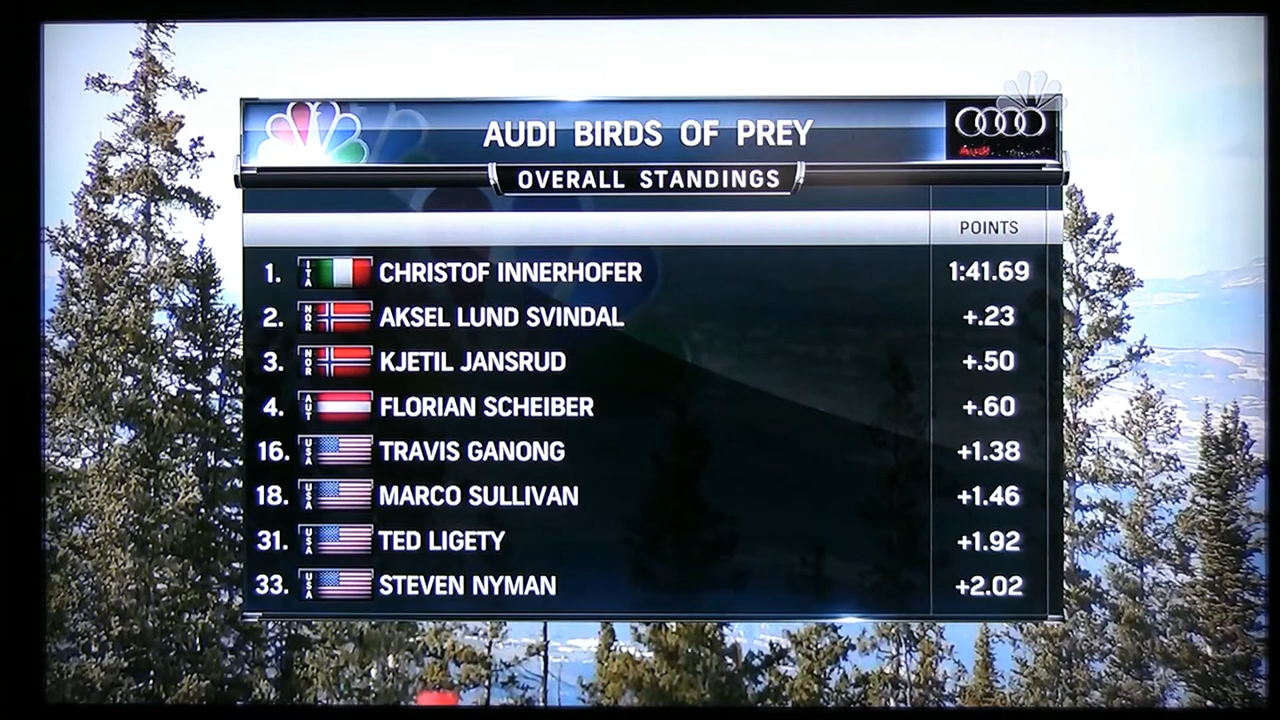 AUDI BIRDS OF PREY
Audi
OVERALL STANDINGS
POINTS
1. ITA CHRISTOF INNERHOFER 1:41.69
2. NOR AKSEL LUND SVINDAL +.23
3. NOR KJETIL JANSRUD +.50
4. AUT FLORIAN SCHEIBER +.60
16. USA TRAVIS GANONG +1.38
18. USA MARCO SULLIVAN +1.46
31. USA TED LIGETY +1.92
33. USA STEVEN NYMAN +2.02